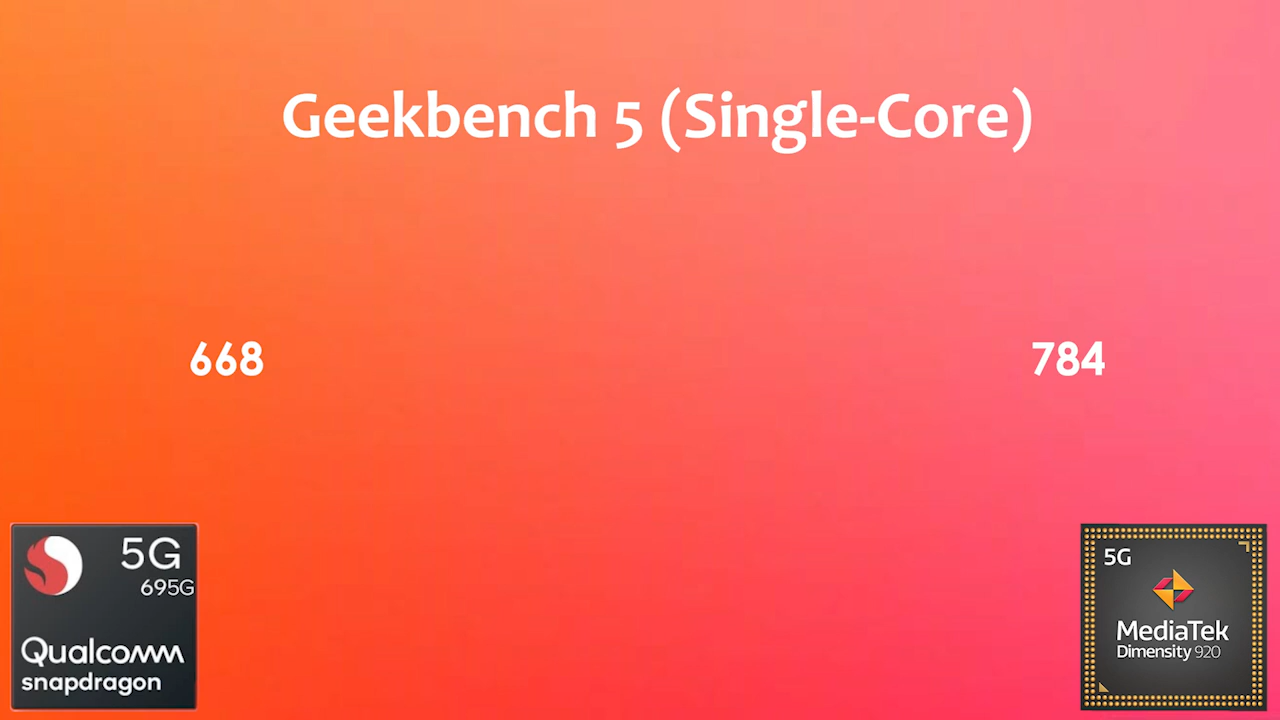 Geekbench 5 (Single-Core)
668
784
5G
695G
Qualcomm
snapdragon
5G
MediaTek
Dimensity 920